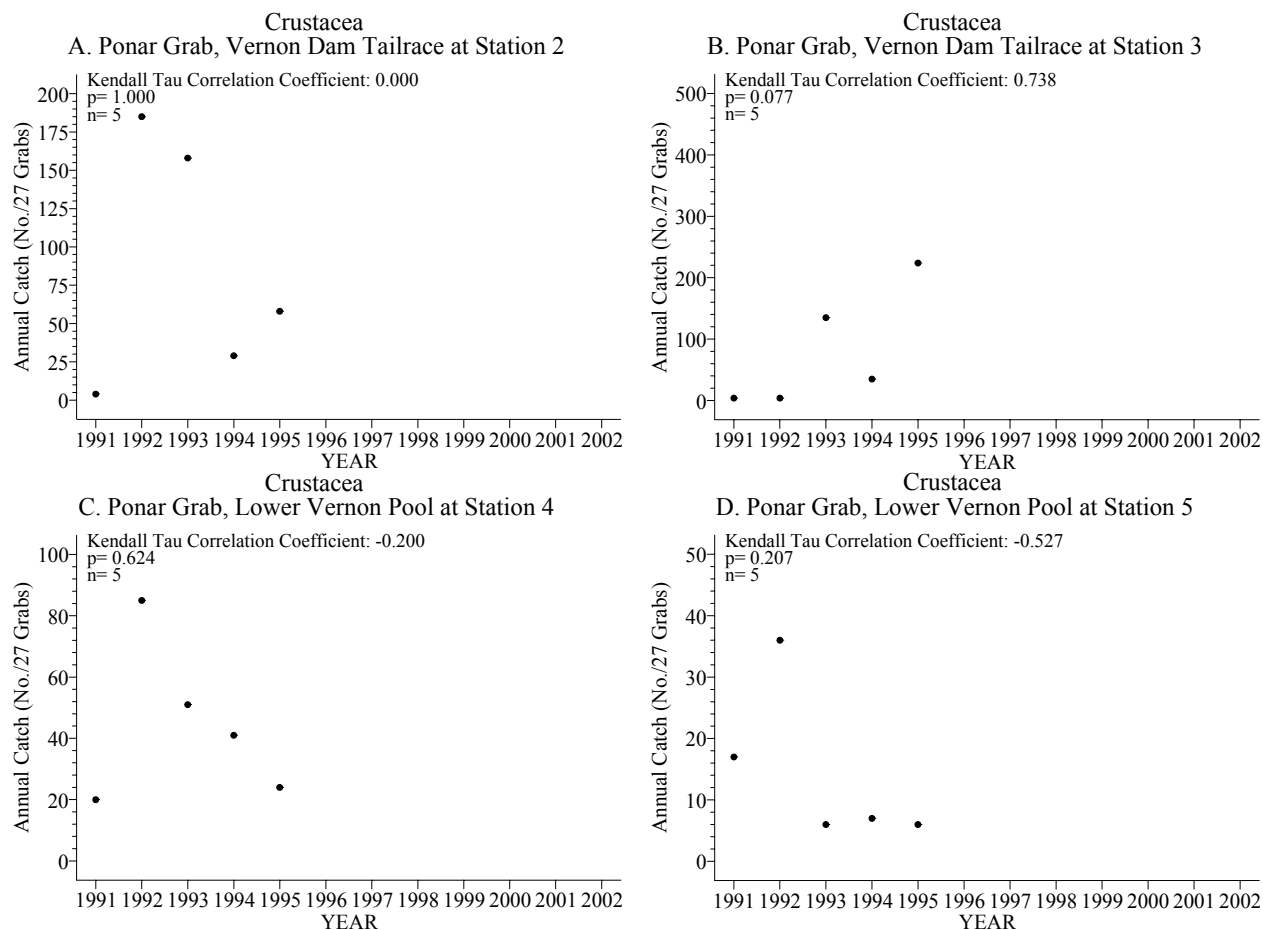 Crustacea
A. Ponar Grab, Vernon Dam Tailrace at Station 2
Kendall Tau Correlation Coefficient: 0.000
p= 1.000
n= 5
Annual Catch (No./27 Grabs)
200
175
150
125
100
75
50
25
0
1991 1992 1993 1994 1995 1996 1997 1998 1999 2000 2001 2002
YEAR
Crustacea
B. Ponar Grab, Vernon Dam Tailrace at Station 3
Kendall Tau Correlation Coefficient: 0.738
p= 0.077
n= 5
Annual Catch (No./27 Grabs)
500
400
300
200
100
0
1991 1992 1993 1994 1995 1996 1997 1998 1999 2000 2001 2002
YEAR
Crustacea
C. Ponar Grab, Lower Vernon Pool at Station 4
Kendall Tau Correlation Coefficient: -0.200
p= 0.624
n= 5
Annual Catch (No./27 Grabs)
100
80
60
40
20
0
1991 1992 1993 1994 1995 1996 1997 1998 1999 2000 2001 2002
YEAR
Crustacea
D. Ponar Grab, Lower Vernon Pool at Station 5
Kendall Tau Correlation Coefficient: -0.527
p= 0.207
n= 5
Annual Catch (No./27 Grabs)
50
40
30
20
10
0
1991 1992 1993 1994 1995 1996 1997 1998 1999 2000 2001 2002
YEAR